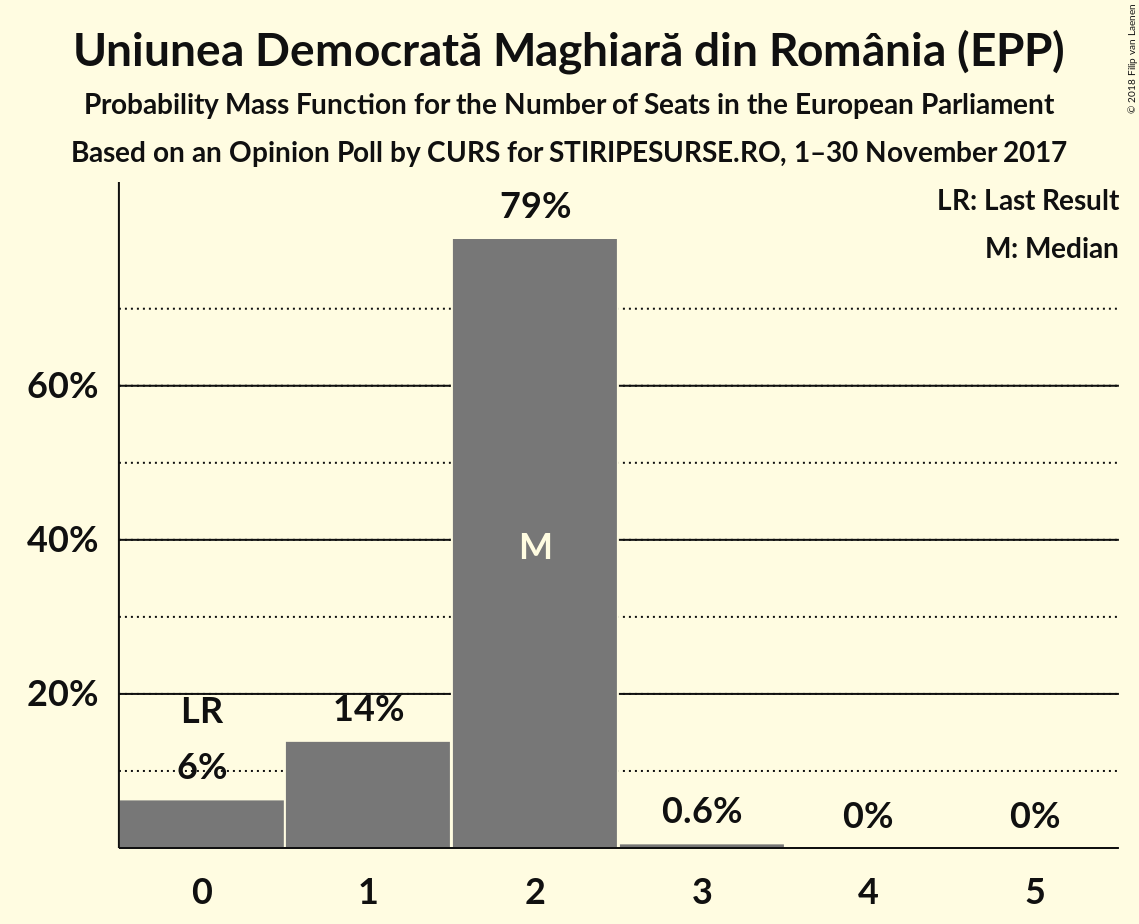 Uniunea Democrată Maghiară din România (EPP)
Probability Mass Function for the Number of Seats in the European Parliament
Based on an Opinion Poll by CURS for STIRIPESURSE.RO, 1–30 November 2017
© 2018 Filip van Laenen
LR: Last Result
M: Median
79%
60%
40%
M
20%
LR
14%
6%
0.6%
0%
0%
0 1 2 3 4 5